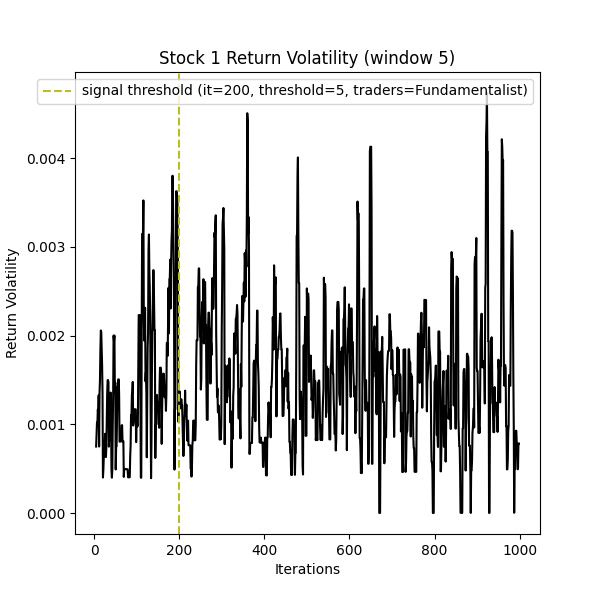 Stock 1 Return Volatility (window 5)
signal threshold (it=200, threshold=5, traders=Fundamentalist)
0.004
0.003
0.002
0.001
0.000
Return Volatility
0 200 400 600 800 1000
Iterations